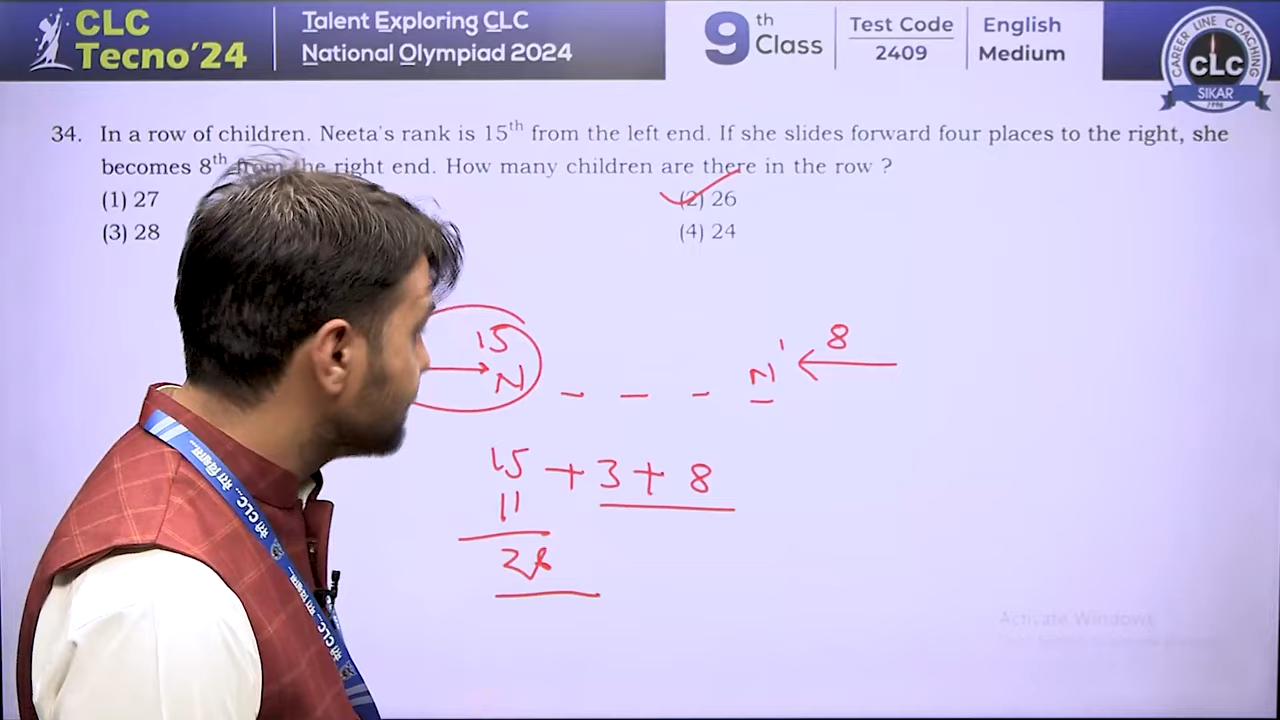 CLC Tecno'24
Talent Exploring CLC
National Olympiad 2024
9th Class
Test Code
2409
English
Medium
CAREER LINE COACHING
CLC
SIKAR
34. In a row of children. Neeta's rank is 15th from the left end. If she slides forward four places to the right, she
becomes 8th from the right end. How many children are there in the row ?
(1) 27
(2) 26
(3) 28
(4) 24
15
N
N'
8
15 + 3 + 8
11
26
Activate Windows